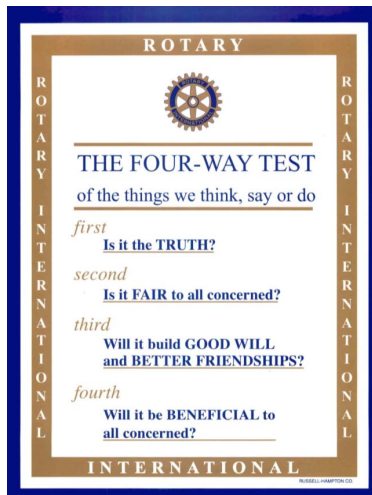 ROTARY
ROTARY INTERNATIONAL
ROTARY INTERNATIONAL
ROTARY
INTERNATIONAL
THE FOUR-WAY TEST
of the things we think, say or do
first
Is it the TRUTH?
second
Is it FAIR to all concerned?
third
Will it build GOOD WILL
and BETTER FRIENDSHIPS?
fourth
Will it be BENEFICIAL to
all concerned?
INTERNATIONAL
RUSSELL-HAMPTON CO.